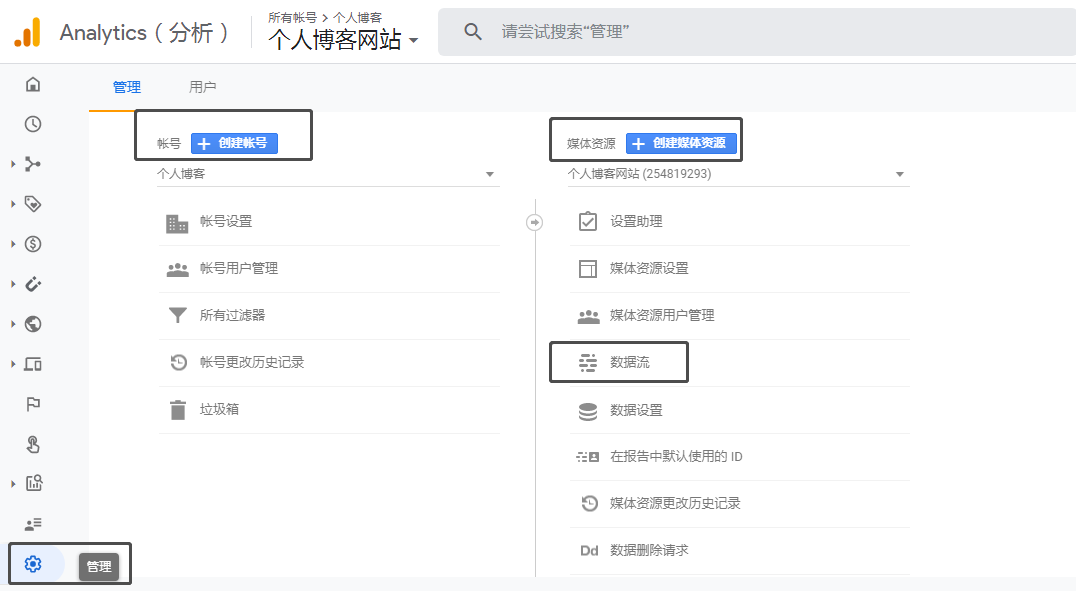 Analytics（分析）
所有帐号 > 个人博客
个人博客网站
请尝试搜索“管理”
管理
用户
帐号
创建帐号
个人博客
帐号设置
帐号用户管理
所有过滤器
帐号更改历史记录
垃圾箱
媒体资源
创建媒体资源
个人博客网站 (254819293)
设置助理
媒体资源设置
媒体资源用户管理
数据流
数据设置
在报告中默认使用的 ID
媒体资源更改历史记录
Dd 数据删除请求
管理